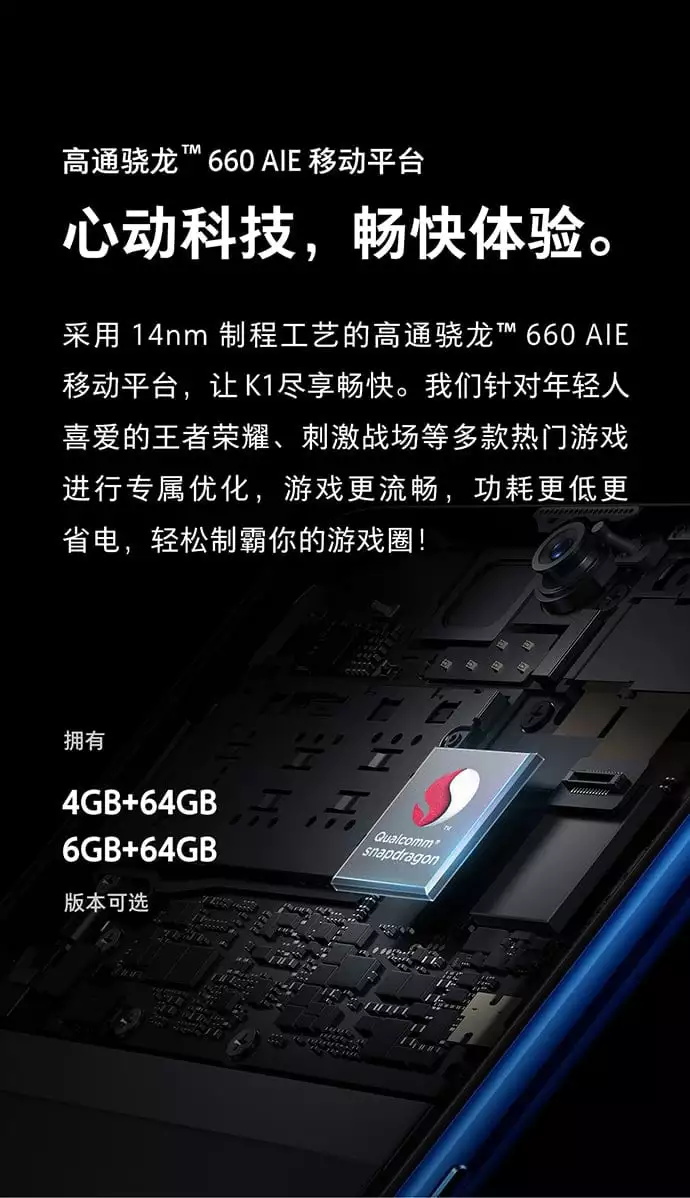 高通骁龙™ 660 AIE 移动平台
心动科技，畅快体验。
采用 14nm 制程工艺的高通骁龙™ 660 AIE
移动平台，让 K1尽享畅快。我们针对年轻人
喜爱的王者荣耀、刺激战场等多款热门游戏
进行专属优化，游戏更流畅，功耗更低更
省电，轻松制霸你的游戏圈！
拥有
4GB+64GB
6GB+64GB
版本可选
Qualcomm®
snapdragon™